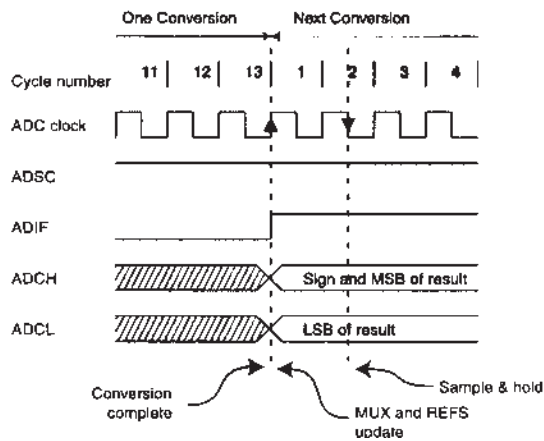 One Conversion Next Conversion
Cycle number 11 12 13 1 2 3 4
ADC clock
ADSC
ADIF
ADCH Sign and MSB of result
ADCL LSB of result
Sample & hold
Conversion complete
MUX and REFS update